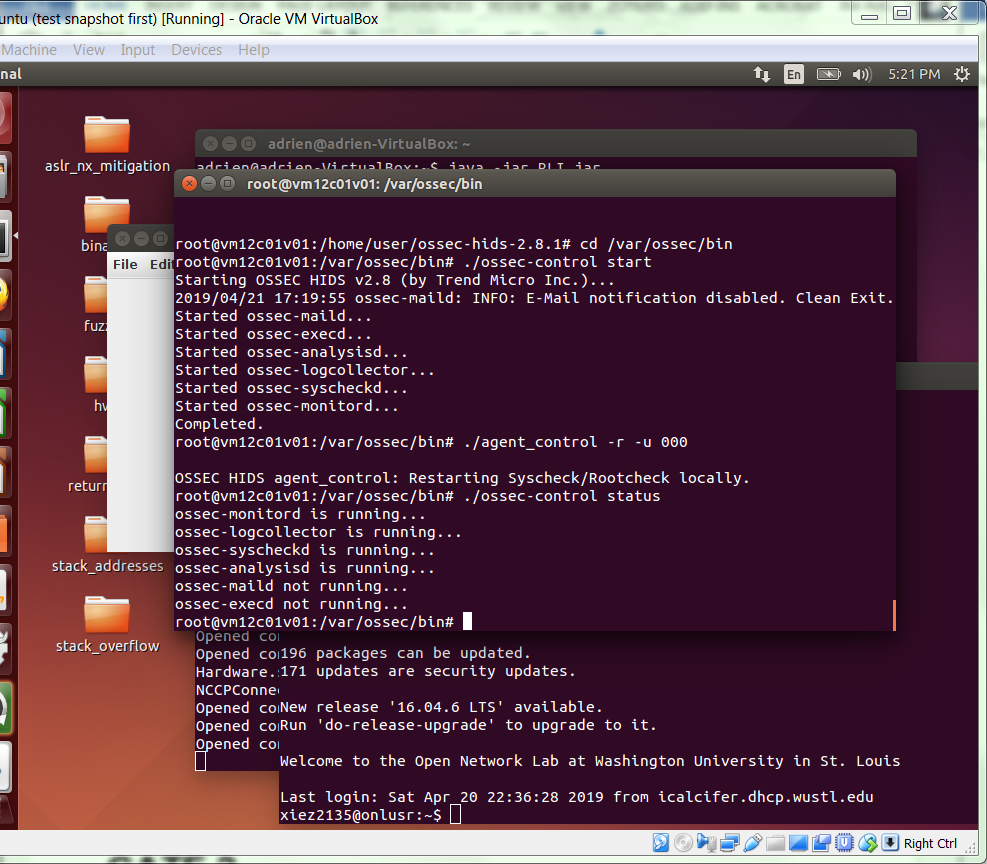 untu (test snapshot first) [Running] - Oracle VM VirtualBox
Machine View Input Devices Help
nal
En
5:21 PM
aslr_nx_mitigation
adrien@adrien-VirtualBox: ~
adrien@adrien-VirtualBox:~$ java -jar RLI.jar
root@vm12c01v01: /var/ossec/bin
bina
File Edi
fuzz
hv
return
stack_addresses
stack_overflow
root@vm12c01v01:/home/user/ossec-hids-2.8.1# cd /var/ossec/bin
root@vm12c01v01:/var/ossec/bin# ./ossec-control start
Starting OSSEC HIDS v2.8 (by Trend Micro Inc.)...
2019/04/21 17:19:55 ossec-maild: INFO: E-Mail notification disabled. Clean Exit.
Started ossec-maild...
Started ossec-execd...
Started ossec-analysisd...
Started ossec-logcollector...
Started ossec-syscheckd...
Started ossec-monitord...
Completed.
root@vm12c01v01:/var/ossec/bin# ./agent_control -r -u 000
OSSEC HIDS agent_control: Restarting Syscheck/Rootcheck locally.
root@vm12c01v01:/var/ossec/bin# ./ossec-control status
ossec-monitord is running...
ossec-logcollector is running...
ossec-syscheckd is running...
ossec-analysisd is running...
ossec-maild not running...
ossec-execd not running...
root@vm12c01v01:/var/ossec/bin#
Opened co
Opened co
Hardware.
NCCPConne
Opened co
Opened co
Opened co
196 packages can be updated.
171 updates are security updates.
New release '16.04.6 LTS' available.
Run 'do-release-upgrade' to upgrade to it.
Welcome to the Open Network Lab at Washington University in St. Louis
Last login: Sat Apr 20 22:36:28 2019 from icalcifer.dhcp.wustl.edu
xiez2135@onlusr:~$
Right Ctrl